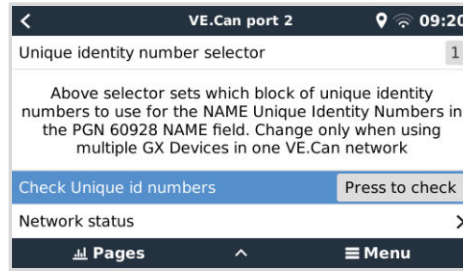 VE.Can port 2 09:20
Unique identity number selector 1
Above selector sets which block of unique identity
numbers to use for the NAME Unique Identity Numbers in
the PGN 60928 NAME field. Change only when using
multiple GX Devices in one VE.Can network
Check Unique id numbers Press to check
Network status
Pages Menu